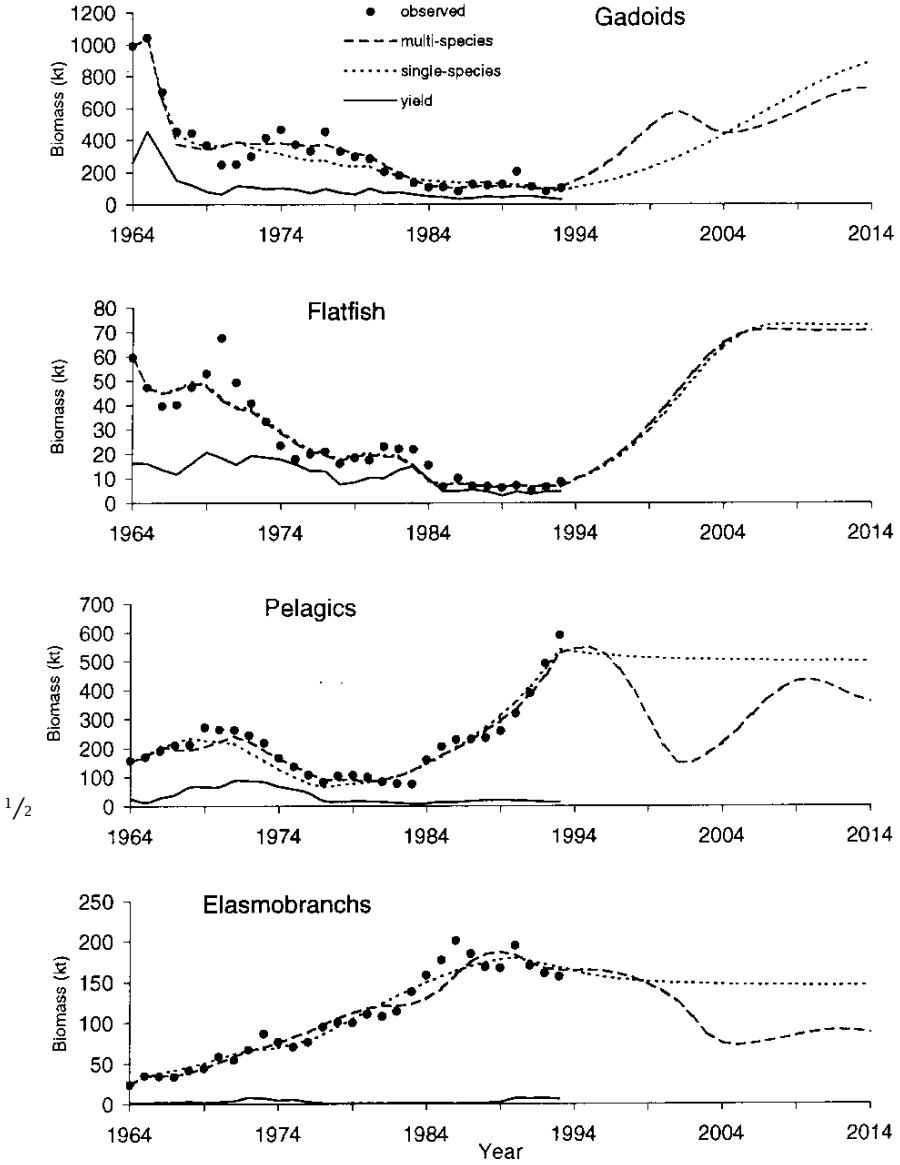 Gadoids
observed
multi-species
single-species
yield
Biomass (kt)
1200
1000
800
600
400
200
0
1964 1974 1984 1994 2004 2014
Flatfish
Biomass (kt)
80
70
60
50
40
30
20
10
0
1964 1974 1984 1994 2004 2014
Pelagics
Biomass (kt)
700
600
500
400
300
200
100
0
1/2
1964 1974 1984 1994 2004 2014
Elasmobranchs
Biomass (kt)
250
200
150
100
50
0
1964 1974 1984 1994 2004 2014
Year